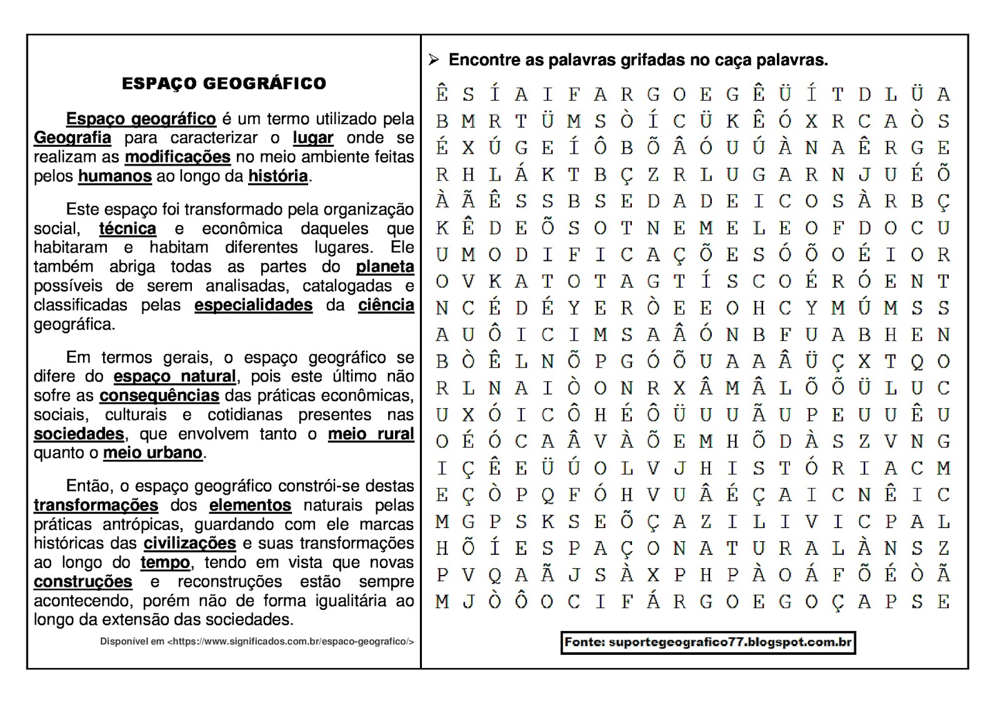 ESPAÇO GEOGRÁFICO
Espaço geográfico é um termo utilizado pela
Geografia para caracterizar o lugar onde se
realizam as modificações no meio ambiente feitas
pelos humanos ao longo da história.
Este espaço foi transformado pela organização
social, técnica e econômica daqueles que
habitaram e habitam diferentes lugares. Ele
também abriga todas as partes do planeta
possíveis de serem analisadas, catalogadas e
classificadas pelas especialidades da ciência
geográfica.
Em termos gerais, o espaço geográfico se
difere do espaço natural, pois este último não
sofre as consequências das práticas econômicas,
sociais, culturais e cotidianas presentes nas
sociedades, que envolvem tanto o meio rural
quanto o meio urbano.
Então, o espaço geográfico constrói-se destas
transformações dos elementos naturais pelas
práticas antrópicas, guardando com ele marcas
históricas das civilizações e suas transformações
ao longo do tempo, tendo em vista que novas
construções e reconstruções estão sempre
acontecendo, porém não de forma igualitária ao
longo da extensão das sociedades.
Disponível em <https://www.significados.com.br/espaco-geografico/>
➢ Encontre as palavras grifadas no caça palavras.
Ê S Í A I F A R G O E G Ê Ü Í T D L Ü A
B M R T Ü M S Ò Í C Ü K Ê Ó X R C A Ò S
É X Ú G E Í Ô B Õ Â Ó U Ú À N A Ê R G E
R H L Á K T B Ç Z R L U G A R N J U É Õ
À Ã Ê S S B S E D A D E I C O S À R B Ç
K Ê D E Õ S O T N E M E L E O F D O C U
U M O D I F I C A Ç Õ E S Ó Õ O É I O R
O V K A T O T A G T Í S C O É R Ó E N T
N C É D É Y E R Ò E E O H C Y M Ú M S S
A U Ô I C I M S A Â Ó N B F U A B H E N
B Ò Ê L N Õ P G Ó Õ U A A Â Ü Ç X T Q O
R L N A I Ò O N R X Â M Â L Õ Õ Ü L U C
U X Ó I C Ô H É Ô Ü U U Ã U P E U U Ê U
O É Ó C A Â V À Õ E M H Õ D À S Z V N G
I Ç Ê E Ü Ú O L V J H I S T Ó R I A C M
E Ç Ò P Q F Ó H V U Â É Ç A I C N Ê I C
M G P S K S E Õ Ç A Z I L I V I C P A L
H Õ Í E S P A Ç O N A T U R A L À N S Z
P V Q A Ã J S À X P H P À O Á F Õ É Ò Ã
M J Ò Ô O C I F Á R G O E G O Ç A P S E
Fonte: suportegeografico77.blogspot.com.br